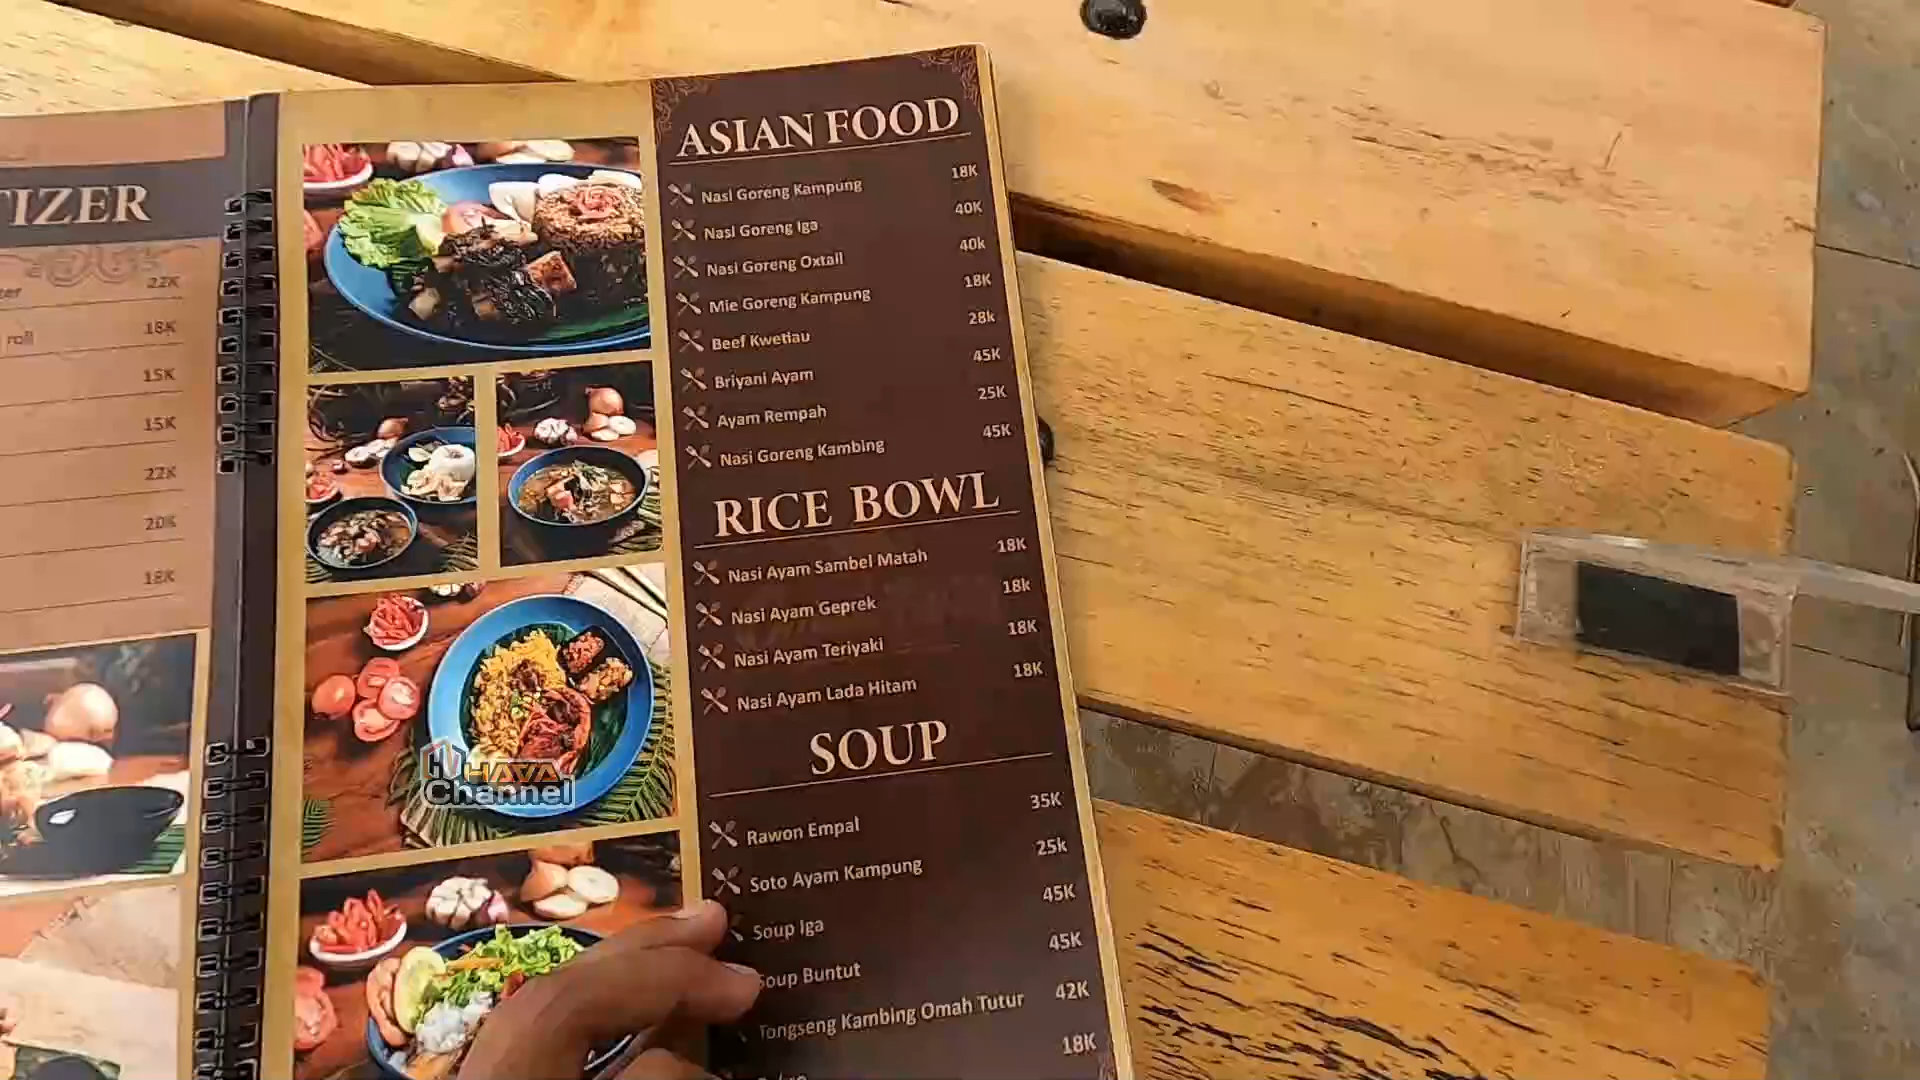 TIZER
22K
roll 18K
15K
15K
22K
20K
18K
ASIAN FOOD
Nasi Goreng Kampung 18K
Nasi Goreng Iga 40K
Nasi Goreng Oxtail 40k
Mie Goreng Kampung 18K
Beef Kwetiau 28k
Briyani Ayam 45K
Ayam Rempah 25K
Nasi Goreng Kambing 45K
RICE BOWL
Nasi Ayam Sambel Matah 18K
Nasi Ayam Geprek 18k
Nasi Ayam Teriyaki 18K
Nasi Ayam Lada Hitam 18K
SOUP
Rawon Empal 35K
Soto Ayam Kampung 25k
Soup Iga 45K
Soup Buntut 45K
Tongseng Kambing Omah Tutur 42K
18K
HAVA
Channel